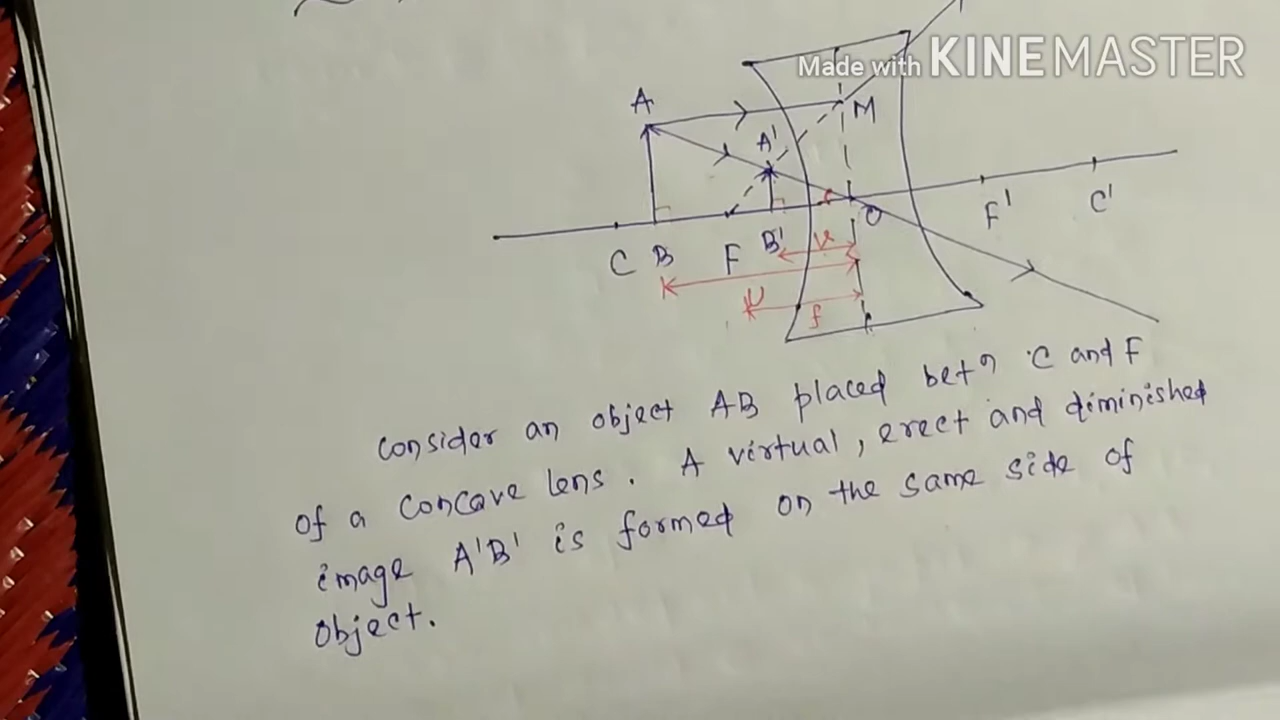 Made with KINEMASTER
A
M
A'
O
F'
C'
C B F B'
v
U
f
consider an object AB placed betn C and F
of a concave lens. A virtual, erect and diminished
image A'B' is formed on the same side of
object.